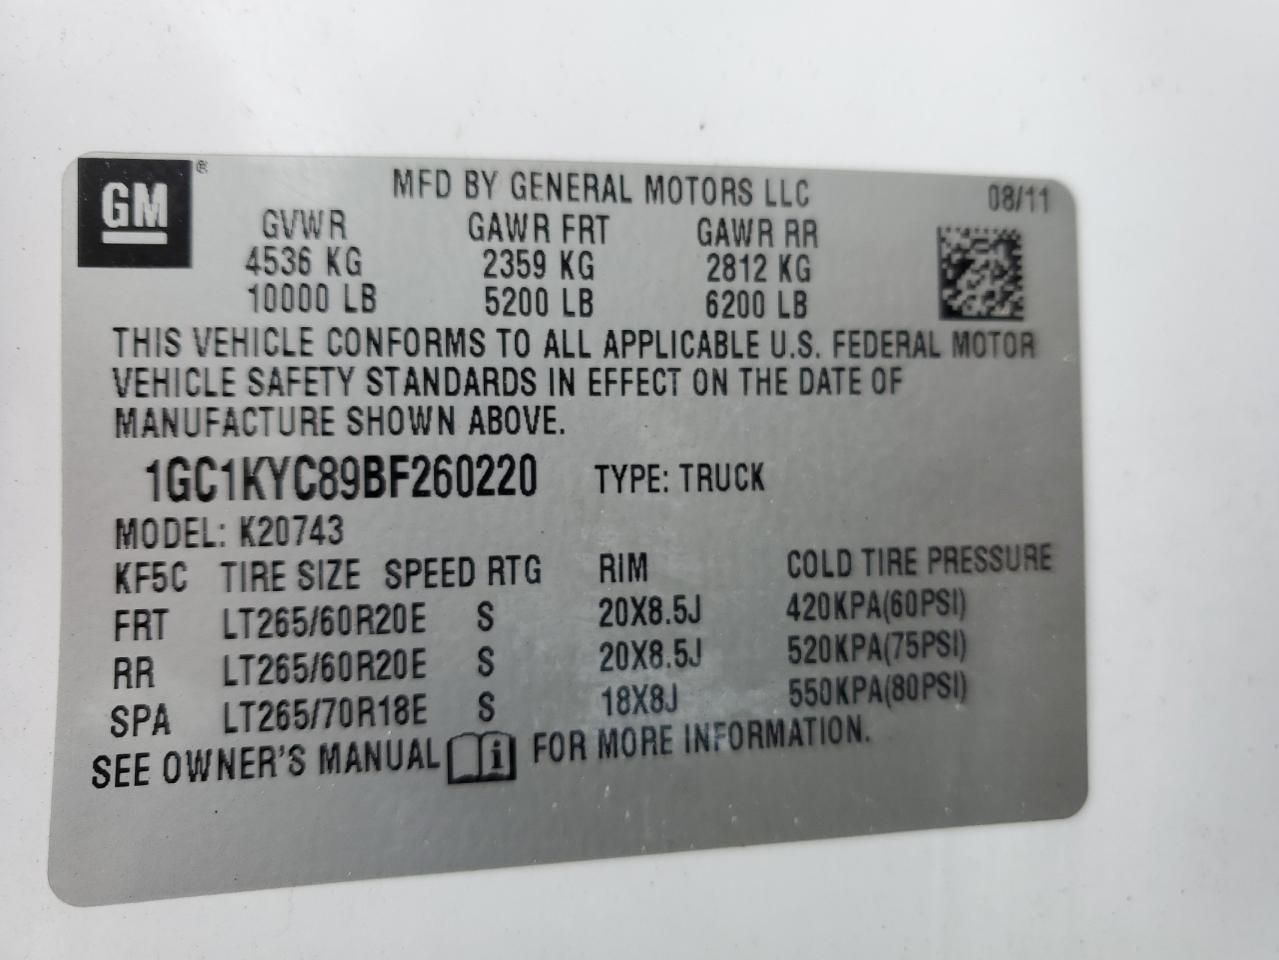 GM ® MFD BY GENERAL MOTORS LLC 08/11
GVWR GAWR FRT GAWR RR
4536 KG 2359 KG 2812 KG
10000 LB 5200 LB 6200 LB
THIS VEHICLE CONFORMS TO ALL APPLICABLE U.S. FEDERAL MOTOR
VEHICLE SAFETY STANDARDS IN EFFECT ON THE DATE OF
MANUFACTURE SHOWN ABOVE.
1GC1KYC89BF260220 TYPE: TRUCK
MODEL: K20743
KF5C TIRE SIZE SPEED RTG RIM COLD TIRE PRESSURE
FRT LT265/60R20E S 20X8.5J 420KPA(60PSI)
RR LT265/60R20E S 20X8.5J 520KPA(75PSI)
SPA LT265/70R18E S 18X8J 550KPA(80PSI)
SEE OWNER'S MANUAL i FOR MORE INFORMATION.